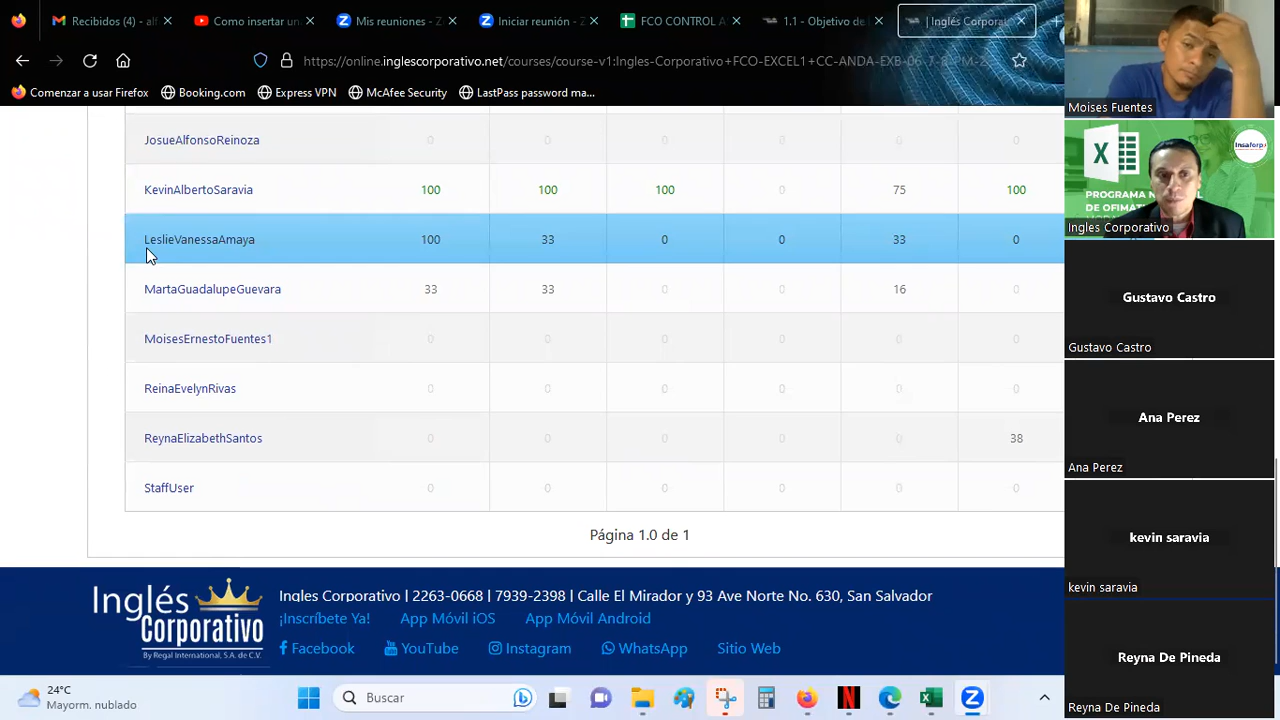 Recibidos (4) - alf
Como insertar un
Mis reuniones - Z
Iniciar reunión - Z
FCO CONTROL A
1.1 - Objetivo de
| Inglés Corporat
Moises Fuentes
https://online.inglescorporativo.net/courses/course-v1:Ingles-Corporativo+FCO-EXCEL1+CC-ANDA-EXB-06-7-8-PM-2
Comenzar a usar Firefox
Booking.com
Express VPN
McAfee Security
LastPass password ma...
JosueAlfonsoReinoza 0 0 0 0 0 0
KevinAlbertoSaravia 100 100 100 0 75 100
LeslieVanessaAmaya 100 33 0 0 33 0
MartaGuadalupeGuevara 33 33 0 0 16 0
MoisesErnestoFuentes1 0 0 0 0 0 0
ReinaEvelynRivas 0 0 0 0 0 0
ReynaElizabethSantos 0 0 0 0 0 38
StaffUser 0 0 0 0 0 0
Página 1.0 de 1
Inglés
Corporativo
By Regal International, S.A. de C.V.
Ingles Corporativo | 2263-0668 | 7939-2398 | Calle El Mirador y 93 Ave Norte No. 630, San Salvador
¡Inscríbete Ya!
App Móvil iOS
App Móvil Android
Facebook
YouTube
Instagram
WhatsApp
Sitio Web
X
Insaforp
PROGRAMA
DE OFIMATI
Ingles Corporativo
Gustavo Castro
Gustavo Castro
Ana Perez
Ana Perez
kevin saravia
kevin saravia
Reyna De Pineda
Reyna De Pineda
24°C
Mayorm. nublado
Buscar